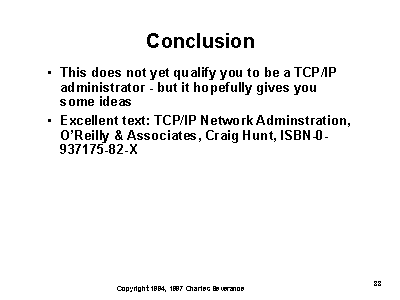 Conclusion
• This does not yet qualify you to be a TCP/IP
administrator - but it hopefully gives you
some ideas
• Excellent text: TCP/IP Network Adminstration,
O'Reilly & Associates, Craig Hunt, ISBN-0-
937175-82-X
Copyright 1994, 1997 Charles Severance
88